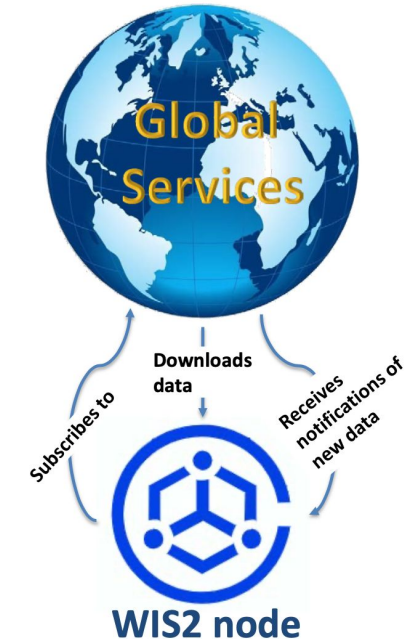 Global
Services
Downloads
data
Subscribes to
Receives
notifications of
new data
WIS2 node